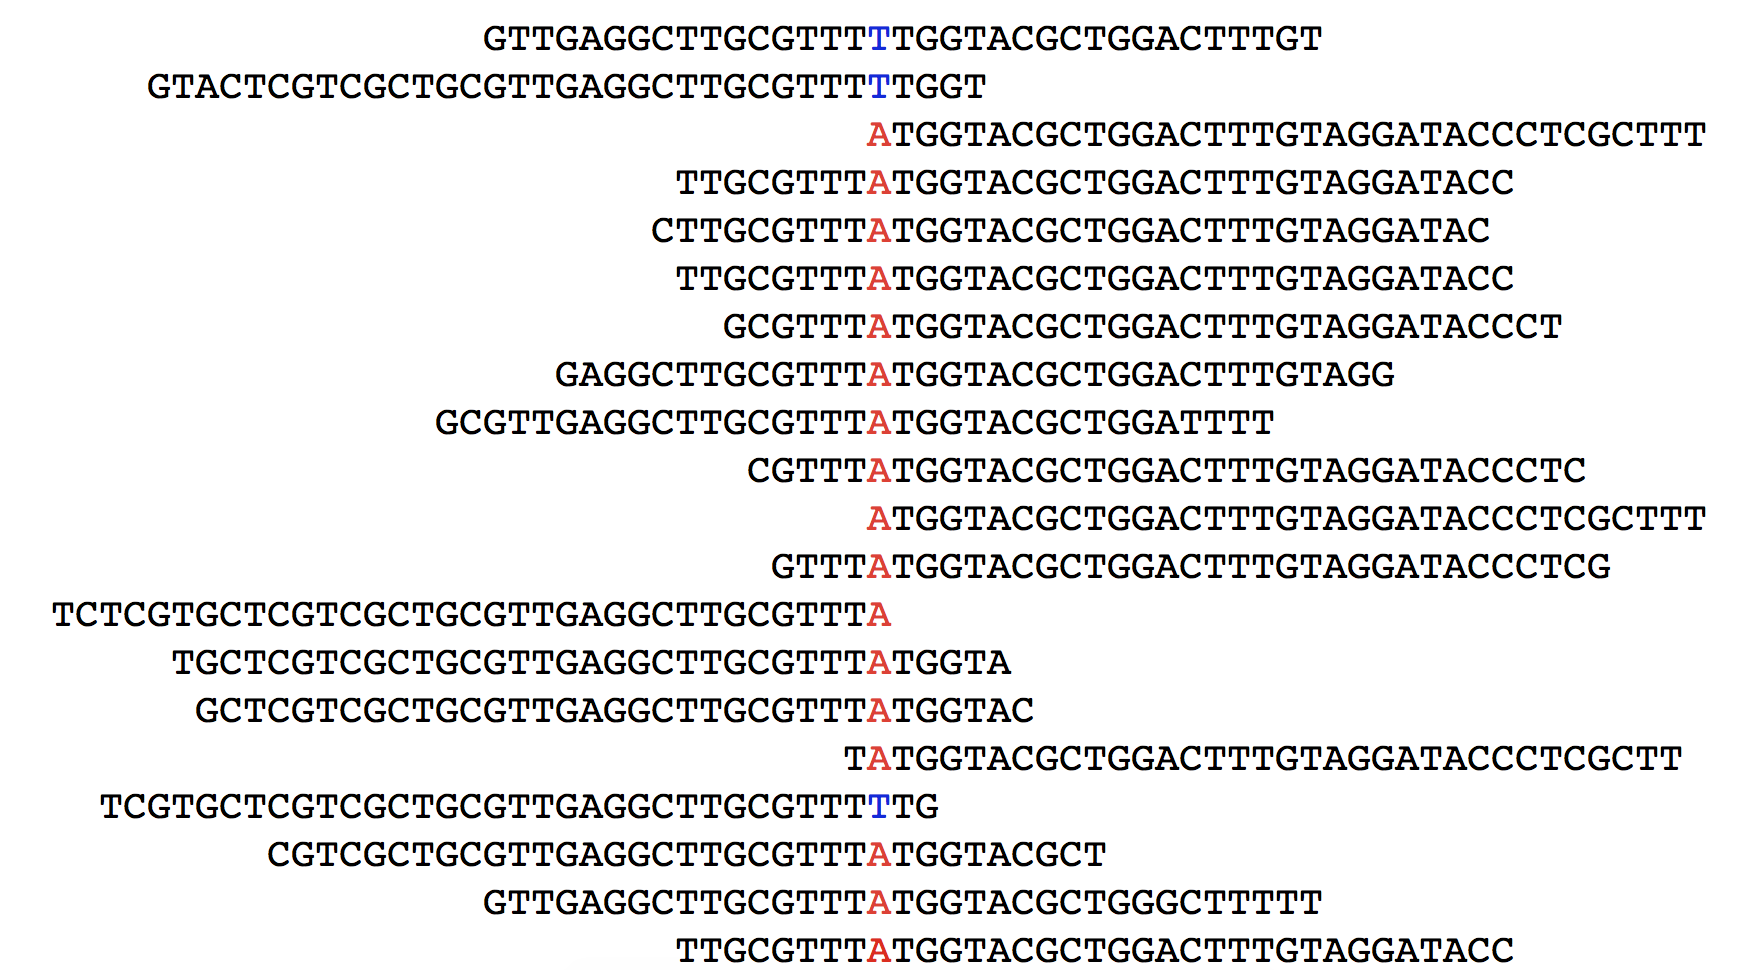 GTTGAGGCTTGCGTTTTTGGTACGCTGGACTTTGT
GTACTCGTCGCTGCGTTGAGGCTTGCGTTTTTGGT
ATGGTACGCTGGACTTTGTAGGATACCCTCGCTTT
TTGCGTTTATGGTACGCTGGACTTTGTAGGATACC
CTTGCGTTTATGGTACGCTGGACTTTGTAGGATAC
TTGCGTTTATGGTACGCTGGACTTTGTAGGATACC
GCGTTTATGGTACGCTGGACTTTGTAGGATACCCT
GAGGCTTGCGTTTATGGTACGCTGGACTTTGTAGG
GCGTTGAGGCTTGCGTTTATGGTACGCTGGATTTT
CGTTTATGGTACGCTGGACTTTGTAGGATACCCTC
ATGGTACGCTGGACTTTGTAGGATACCCTCGCTTT
GTTTATGGTACGCTGGACTTTGTAGGATACCCTCG
TCTCGTGCTCGTCGCTGCGTTGAGGCTTGCGTTTA
TGCTCGTCGCTGCGTTGAGGCTTGCGTTTATGGTA
GCTCGTCGCTGCGTTGAGGCTTGCGTTTATGGTAC
TATGGTACGCTGGACTTTGTAGGATACCCTCGCTT
TCGTGCTCGTCGCTGCGTTGAGGCTTGCGTTTTTG
CGTCGCTGCGTTGAGGCTTGCGTTTATGGTACGCT
GTTGAGGCTTGCGTTTATGGTACGCTGGGCTTTTT
TTGCGTTTATGGTACGCTGGACTTTGTAGGATACC